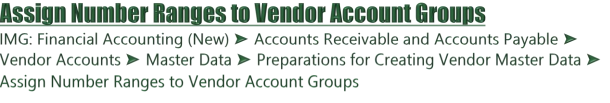 Assign Number Ranges to Vendor Account Groups
IMG: Financial Accounting (New) ➤ Accounts Receivable and Accounts Payable ➤
Vendor Accounts ➤ Master Data ➤ Preparations for Creating Vendor Master Data ➤
Assign Number Ranges to Vendor Account Groups